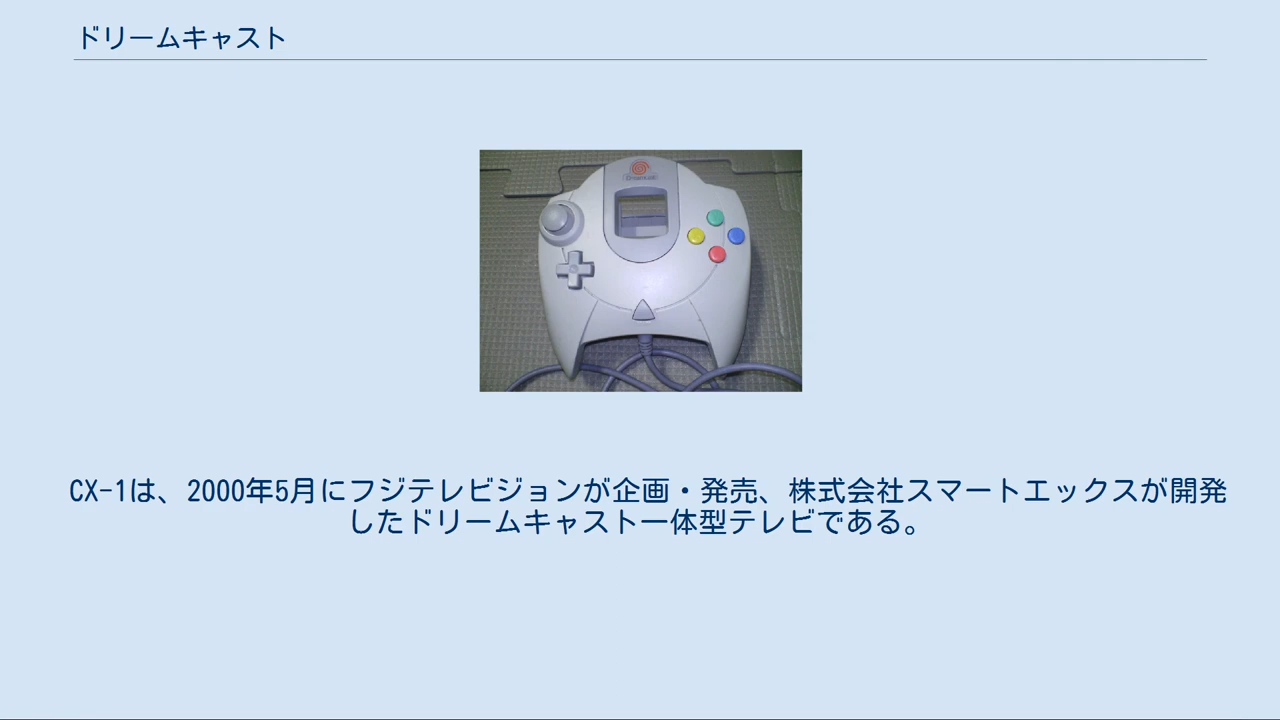 ドリームキャスト
Dreamcast
CX-1は、2000年5月にフジテレビジョンが企画・発売、株式会社スマートエックスが開発
したドリームキャスト一体型テレビである。